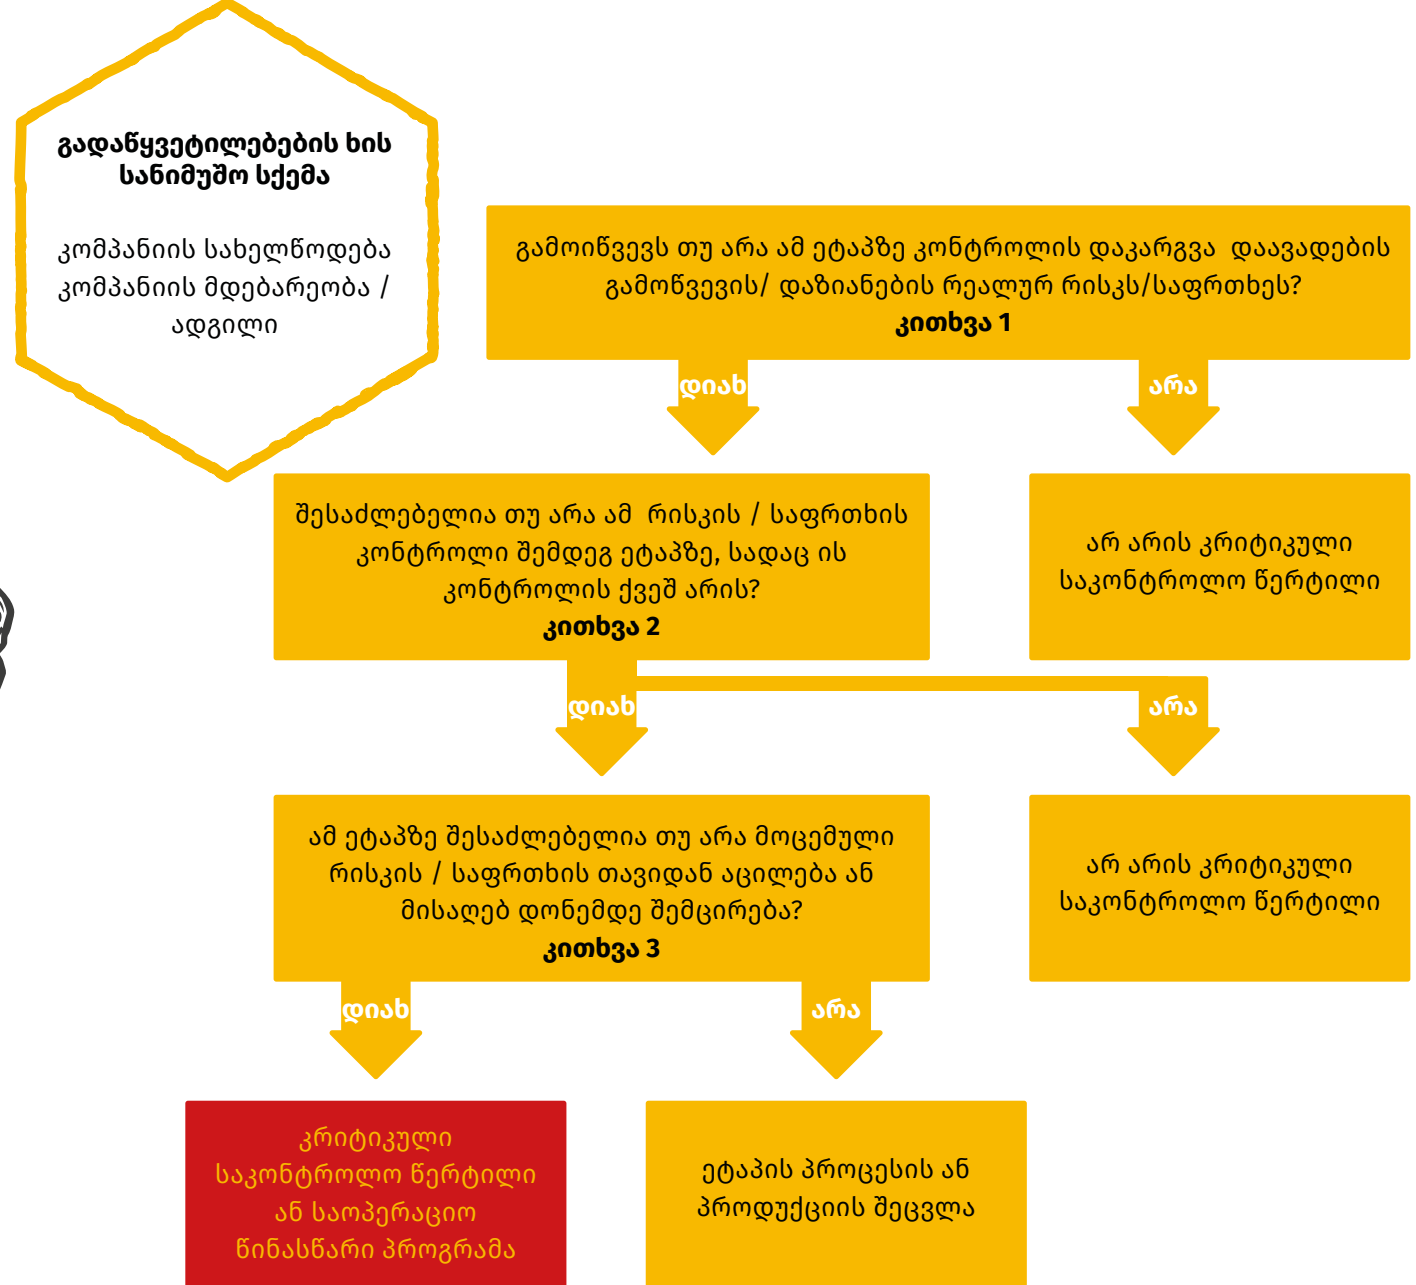 გადაწყვეტილებების ხის
სანიმუშო სქემა
კომპანიის სახელწოდება
კომპანიის მდებარეობა /
ადგილი
გამოიწვევს თუ არა ამ ეტაპზე კონტროლის დაკარგვა დაავადების
გამოწვევის/ დაზიანების რეალურ რისკს/საფრთხეს?
კითხვა 1
დიახ
არა
შესაძლებელია თუ არა ამ რისკის / საფრთხის
კონტროლი შემდეგ ეტაპზე, სადაც ის
კონტროლის ქვეშ არის?
კითხვა 2
არ არის კრიტიკული
საკონტროლო წერტილი
დიახ
არა
ამ ეტაპზე შესაძლებელია თუ არა მოცემული
რისკის / საფრთხის თავიდან აცილება ან
მისაღებ დონემდე შემცირება?
კითხვა 3
არ არის კრიტიკული
საკონტროლო წერტილი
დიახ
არა
კრიტიკული
საკონტროლო წერტილი
ან საოპერაციო
წინასწარი პროგრამა
ეტაპის პროცესის ან
პროდუქციის შეცვლა